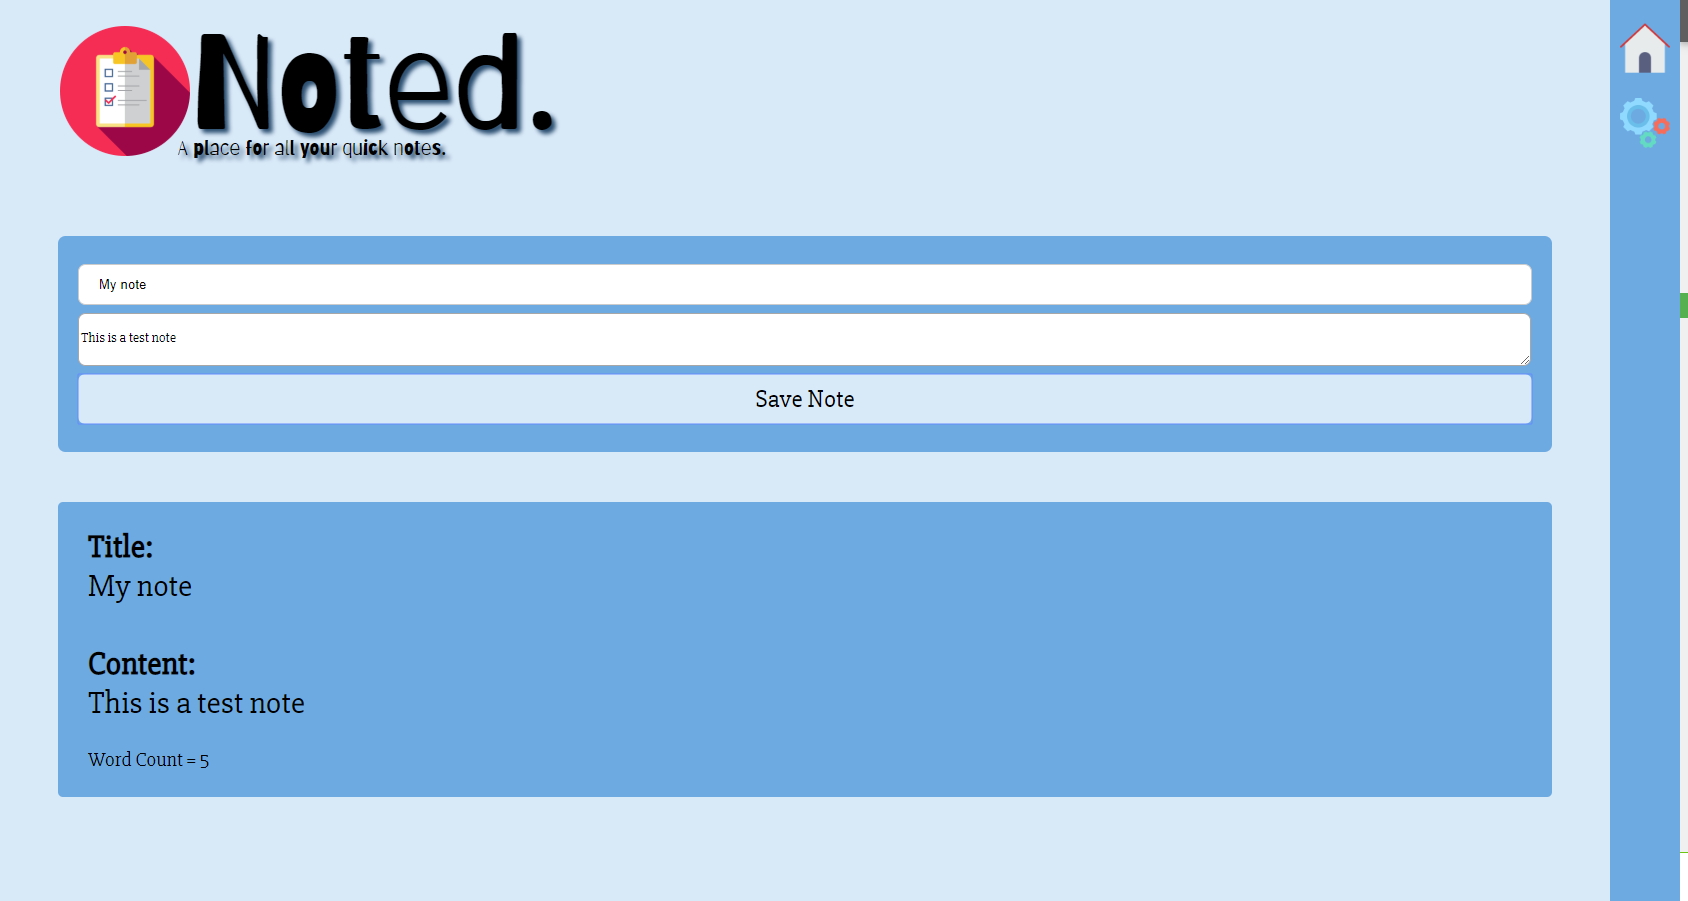 Noted.
A place for all your quick notes.
My note
This is a test note
Save Note
Title:
My note
Content:
This is a test note
Word Count = 5